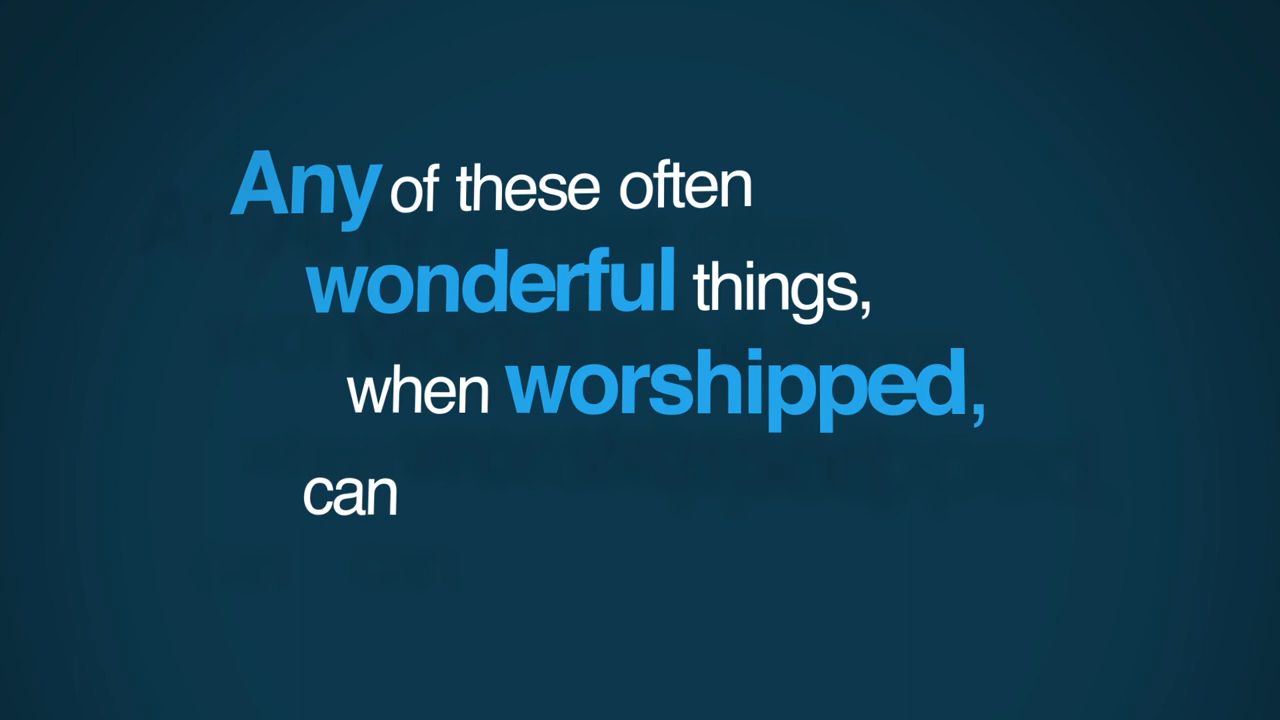 Any of these often
wonderful things,
when worshipped,
can